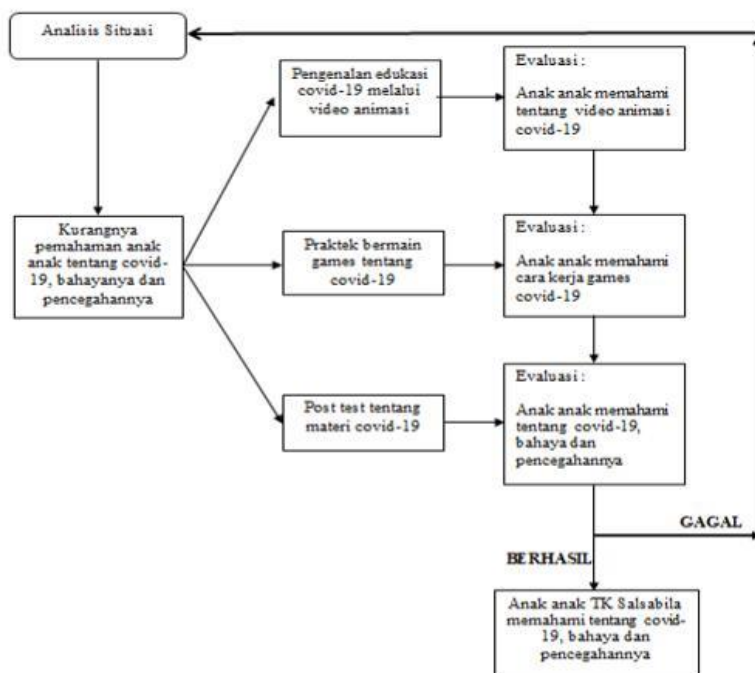 Analisis Situasi
Pengenalan edukasi
covid-19 melalui
video animasi
Evaluasi :
Anak anak memahami
tentang video animasi
covid-19
Kurangnya
pemahaman anak
anak tentang covid-
19, bahayanya dan
pencegahannya
Praktek bermain
games tentang
covid-19
Evaluasi :
Anak anak memahami
cara kerja games
covid-19
Post test tentang
materi covid-19
Evaluasi :
Anak anak memahami
tentang covid-19,
bahaya dan
pencegahannya
GAGAL
BERHASIL
Anak anak TK Salsabila
memahami tentang covid-
19, bahaya dan
pencegahannya